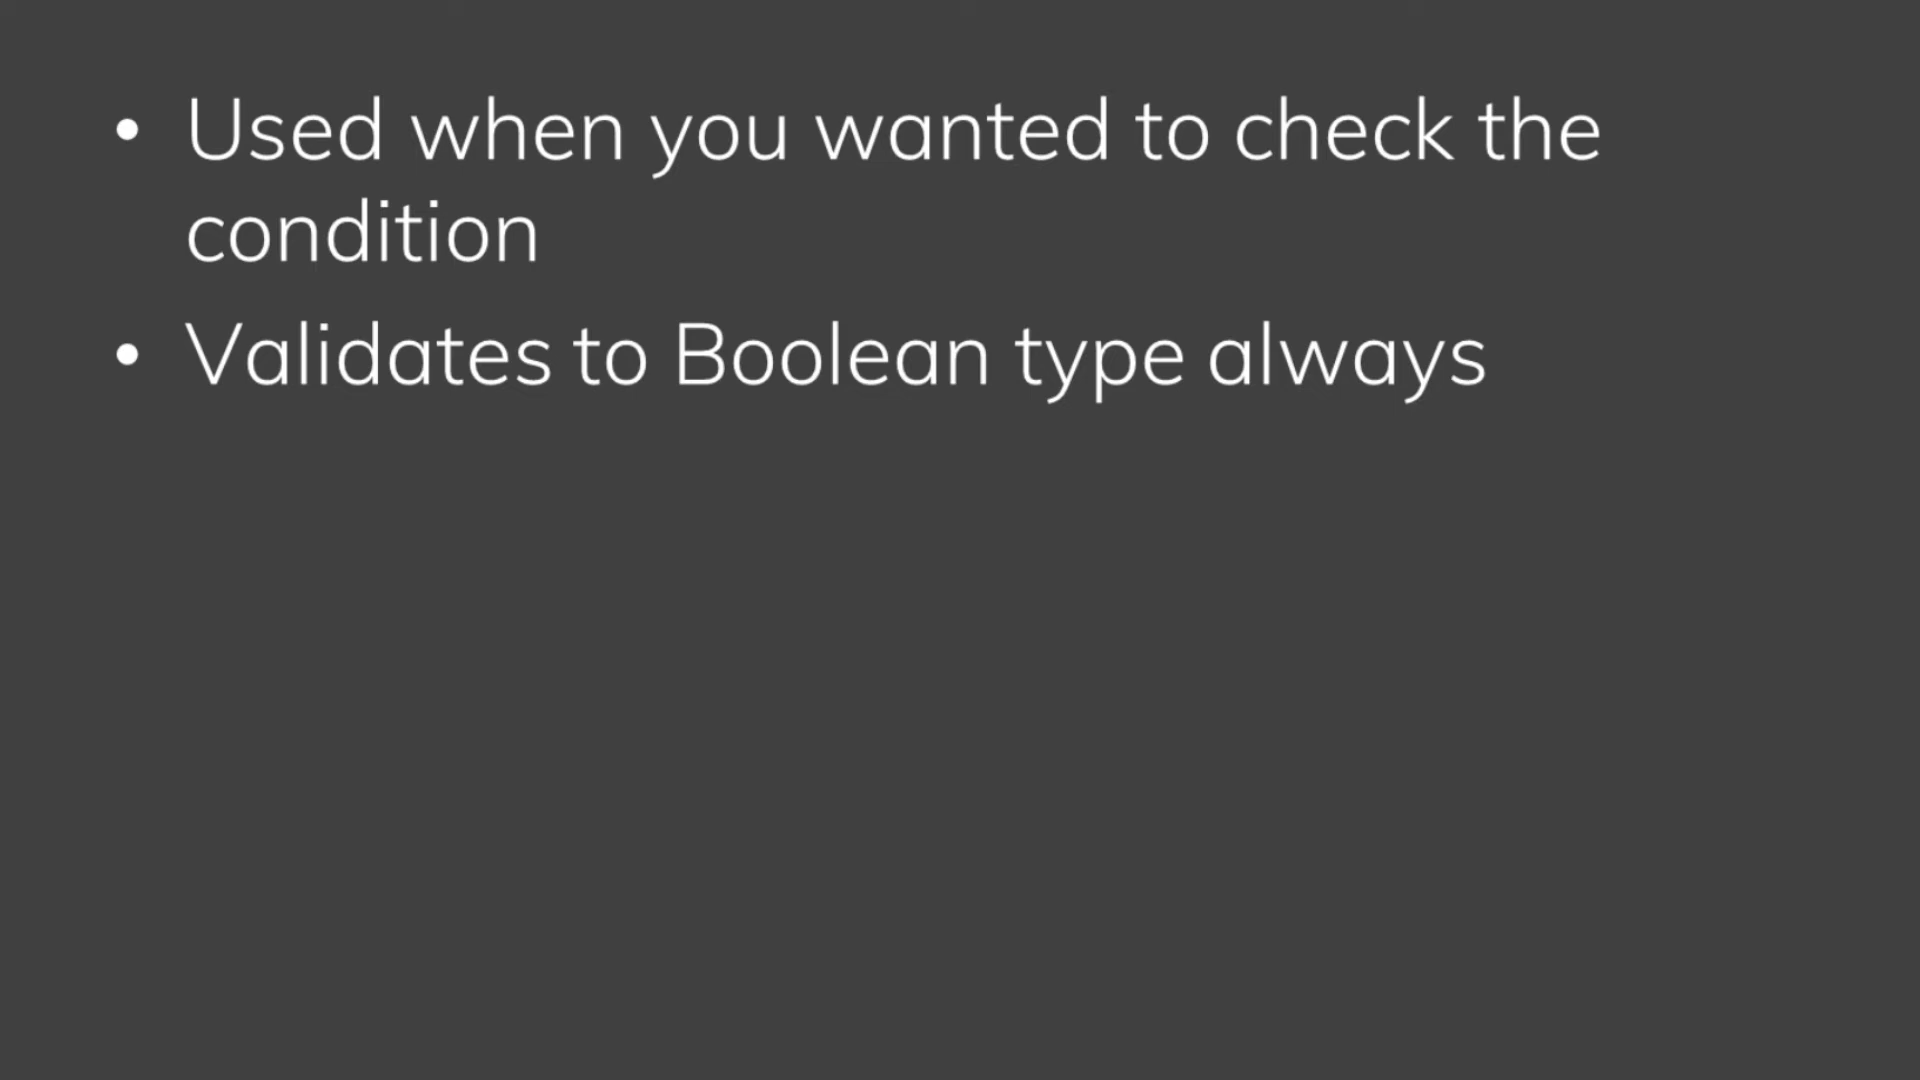 • Used when you wanted to check the
condition
• Validates to Boolean type always